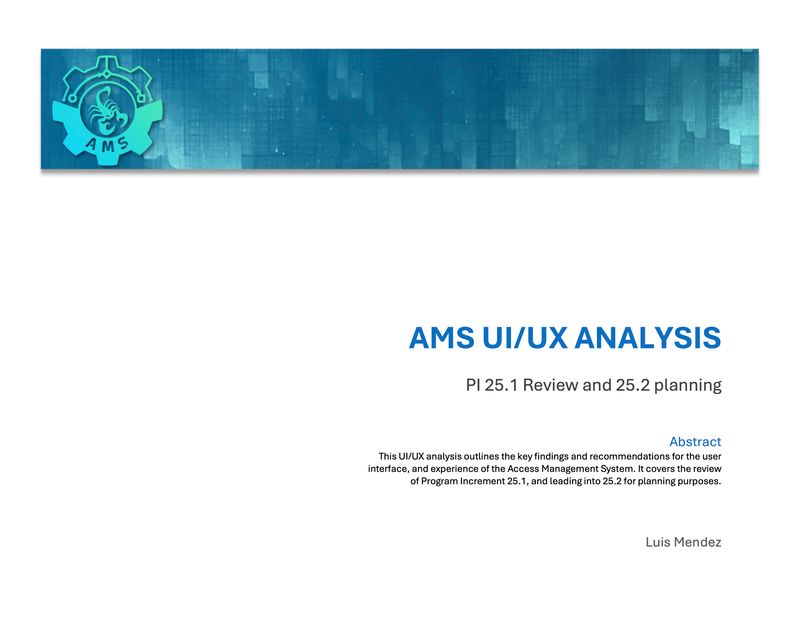 AMS
AMS UI/UX ANALYSIS
PI 25.1 Review and 25.2 planning
Abstract
This UI/UX analysis outlines the key findings and recommendations for the user
interface, and experience of the Access Management System. It covers the review
of Program Increment 25.1, and leading into 25.2 for planning purposes.
Luis Mendez